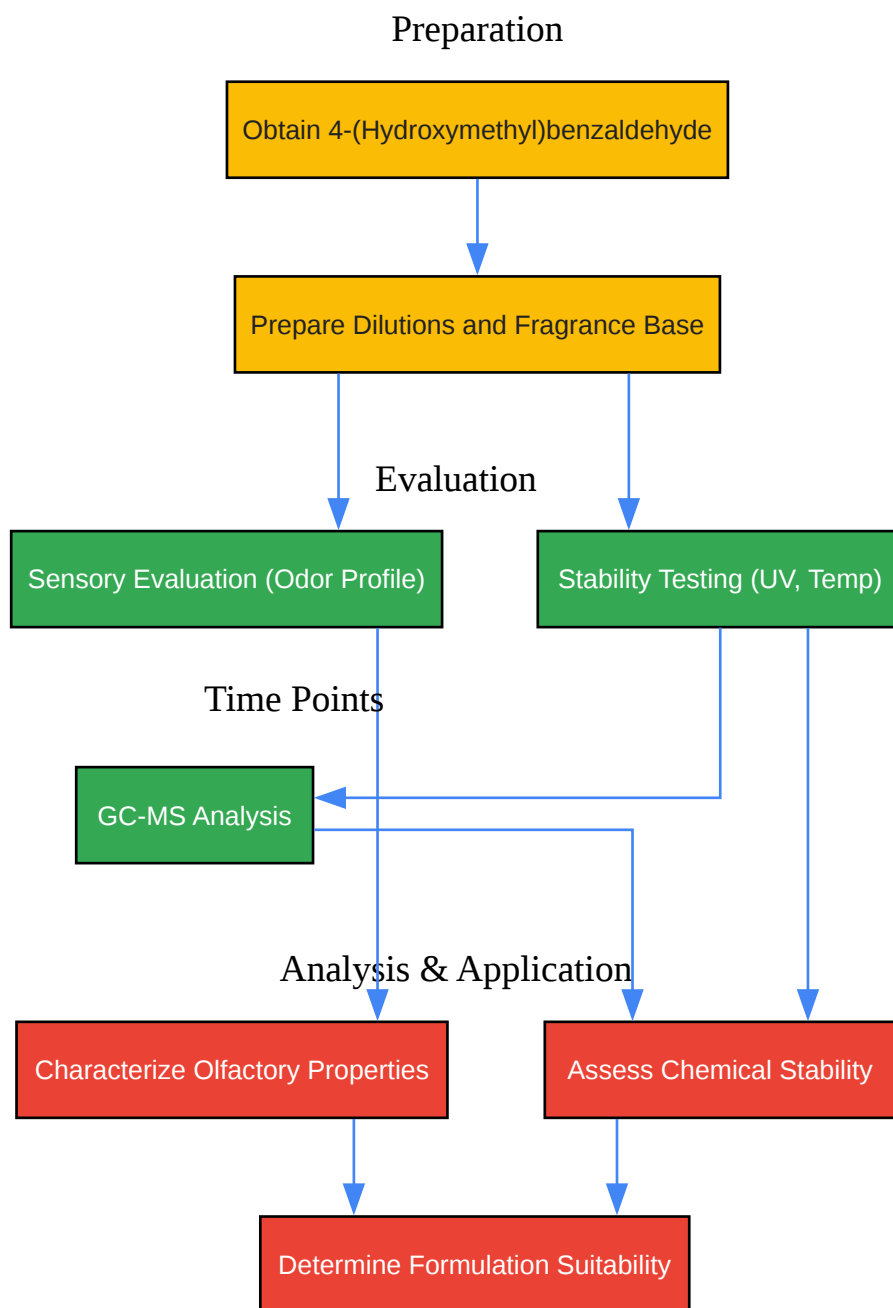 Preparation
Obtain 4-(Hydroxymethyl)benzaldehyde
Prepare Dilutions and Fragrance Base
Evaluation
Sensory Evaluation (Odor Profile)
Stability Testing (UV, Temp)
Time Points
GC-MS Analysis
Analysis & Application
Characterize Olfactory Properties
Assess Chemical Stability
Determine Formulation Suitability